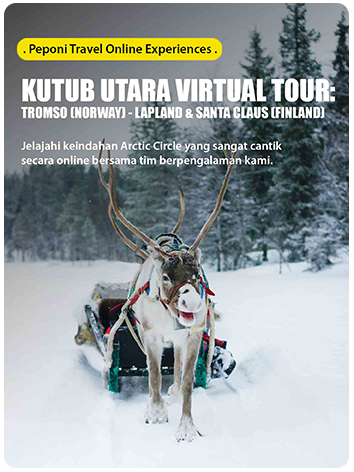 . Peponi Travel Online Experiences .
KUTUB UTARA VIRTUAL TOUR:
TROMSO (NORWAY) - LAPLAND & SANTA CLAUS (FINLAND)
Jelajahi keindahan Arctic Circle yang sangat cantik
secara online bersama tim berpengalaman kami.